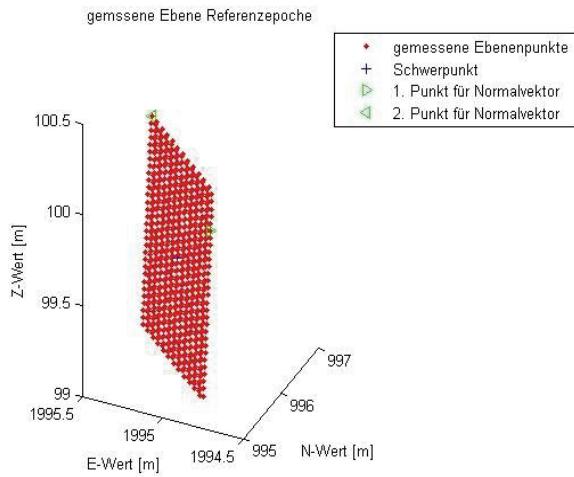 gemssene Ebene Referenzepoche
gemessene Ebenenpunkte
Schwerpunkt
1. Punkt für Normalvektor
2. Punkt für Normalvektor
100.5
100
99.5
99
Z-Wert [m]
1995.5
1995
1994.5
E-Wert [m]
995
996
997
N-Wert [m]